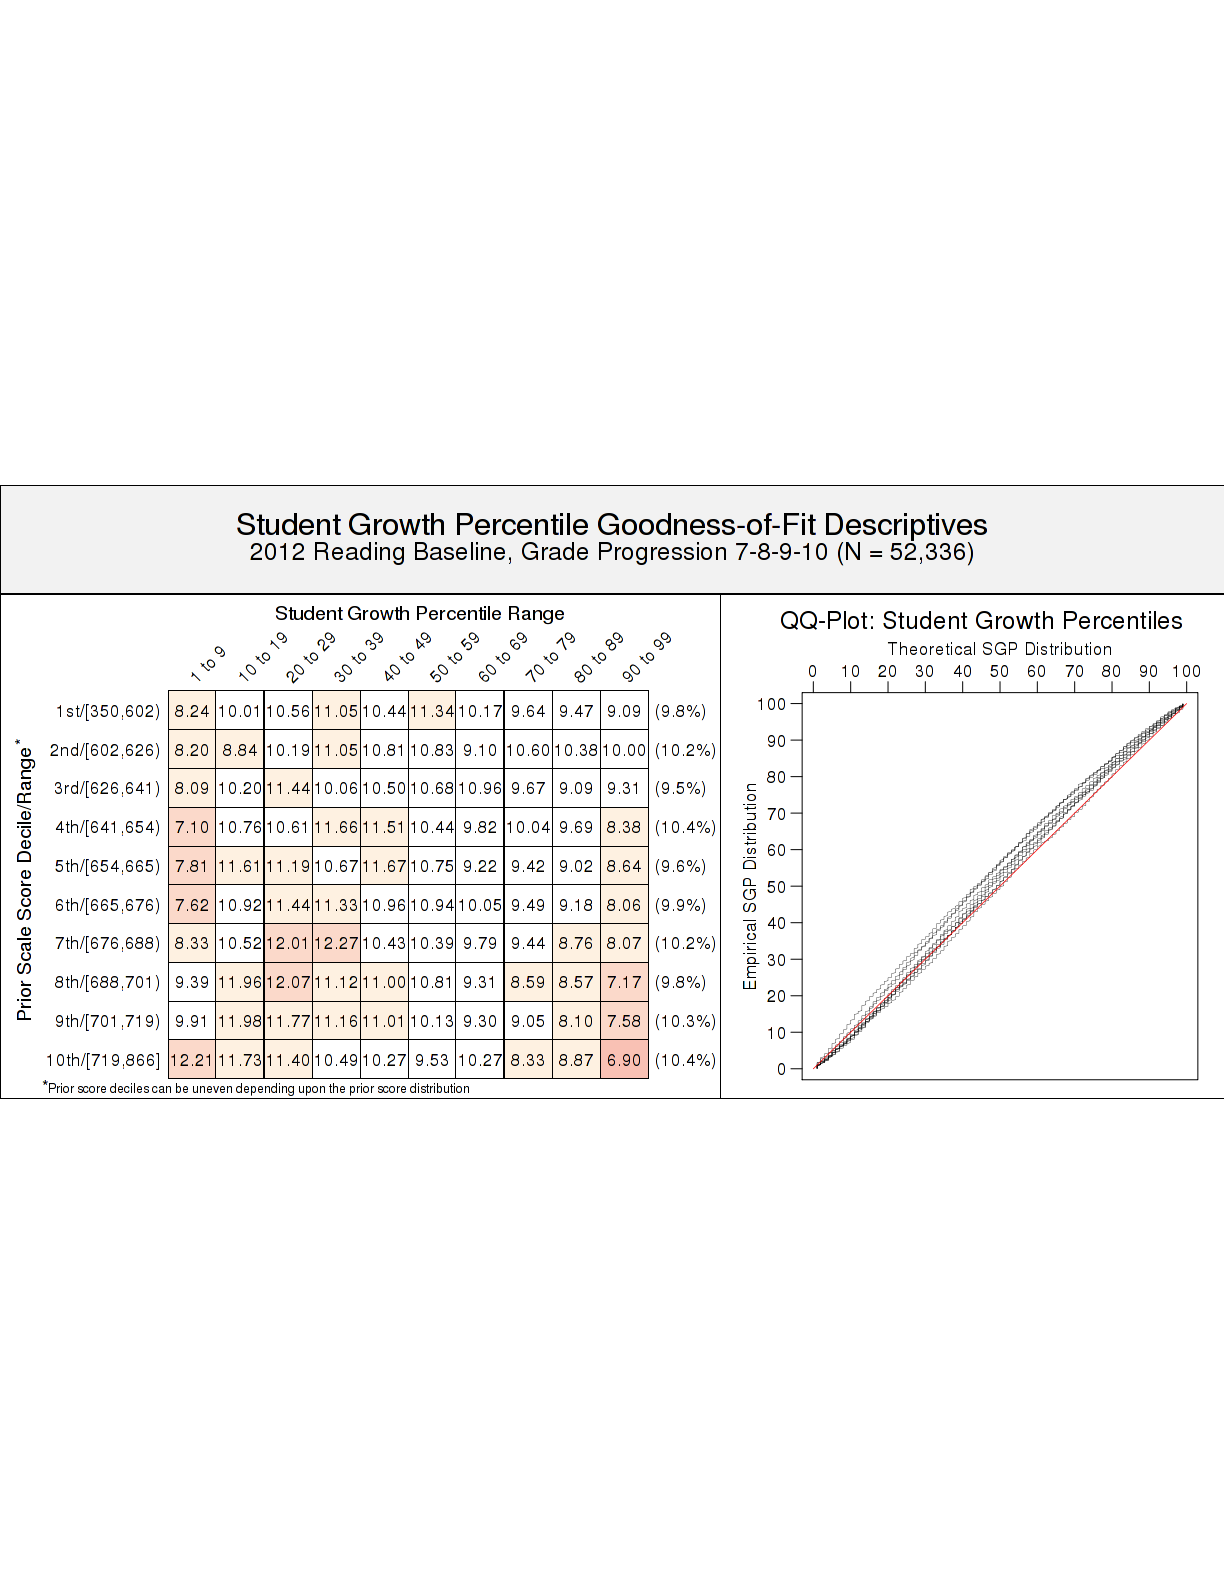 Student Growth Percentile Goodness-of-Fit Descriptives
2012 Reading Baseline, Grade Progression 7-8-9-10 (N = 52,336)
Student Growth Percentile Range
1 to 9 10 to 19 20 to 29 30 to 39 40 to 49 50 to 59 60 to 69 70 to 79 80 to 89 90 to 99
Prior Scale Score Decile/Range*
1st/[350,602) 8.24 10.01 10.56 11.05 10.44 11.34 10.17 9.64 9.47 9.09 (9.8%)
2nd/[602,626) 8.20 8.84 10.19 11.05 10.81 10.83 9.10 10.60 10.38 10.00 (10.2%)
3rd/[626,641) 8.09 10.20 11.44 10.06 10.50 10.68 10.96 9.67 9.09 9.31 (9.5%)
4th/[641,654) 7.10 10.76 10.61 11.66 11.51 10.44 9.82 10.04 9.69 8.38 (10.4%)
5th/[654,665) 7.81 11.61 11.19 10.67 11.67 10.75 9.22 9.42 9.02 8.64 (9.6%)
6th/[665,676) 7.62 10.92 11.44 11.33 10.96 10.94 10.05 9.49 9.18 8.06 (9.9%)
7th/[676,688) 8.33 10.52 12.01 12.27 10.43 10.39 9.79 9.44 8.76 8.07 (10.2%)
8th/[688,701) 9.39 11.96 12.07 11.12 11.00 10.81 9.31 8.59 8.57 7.17 (9.8%)
9th/[701,719) 9.91 11.98 11.77 11.16 11.01 10.13 9.30 9.05 8.10 7.58 (10.3%)
10th/[719,866] 12.21 11.73 11.40 10.49 10.27 9.53 10.27 8.33 8.87 6.90 (10.4%)
*Prior score deciles can be uneven depending upon the prior score distribution
QQ-Plot: Student Growth Percentiles
Theoretical SGP Distribution
0 10 20 30 40 50 60 70 80 90 100
Empirical SGP Distribution
100
90
80
70
60
50
40
30
20
10
0